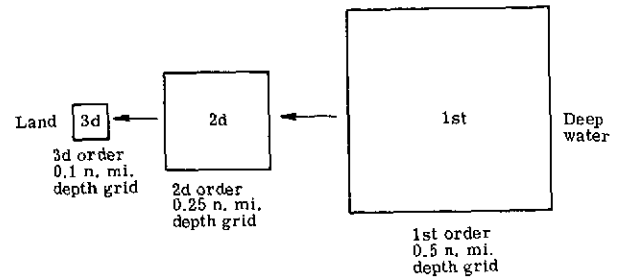 Land
3d
2d
1st
Deep
water
3d order
0.1 n. mi.
depth grid
2d order
0.25 n. mi.
depth grid
1st order
0.5 n. mi.
depth grid